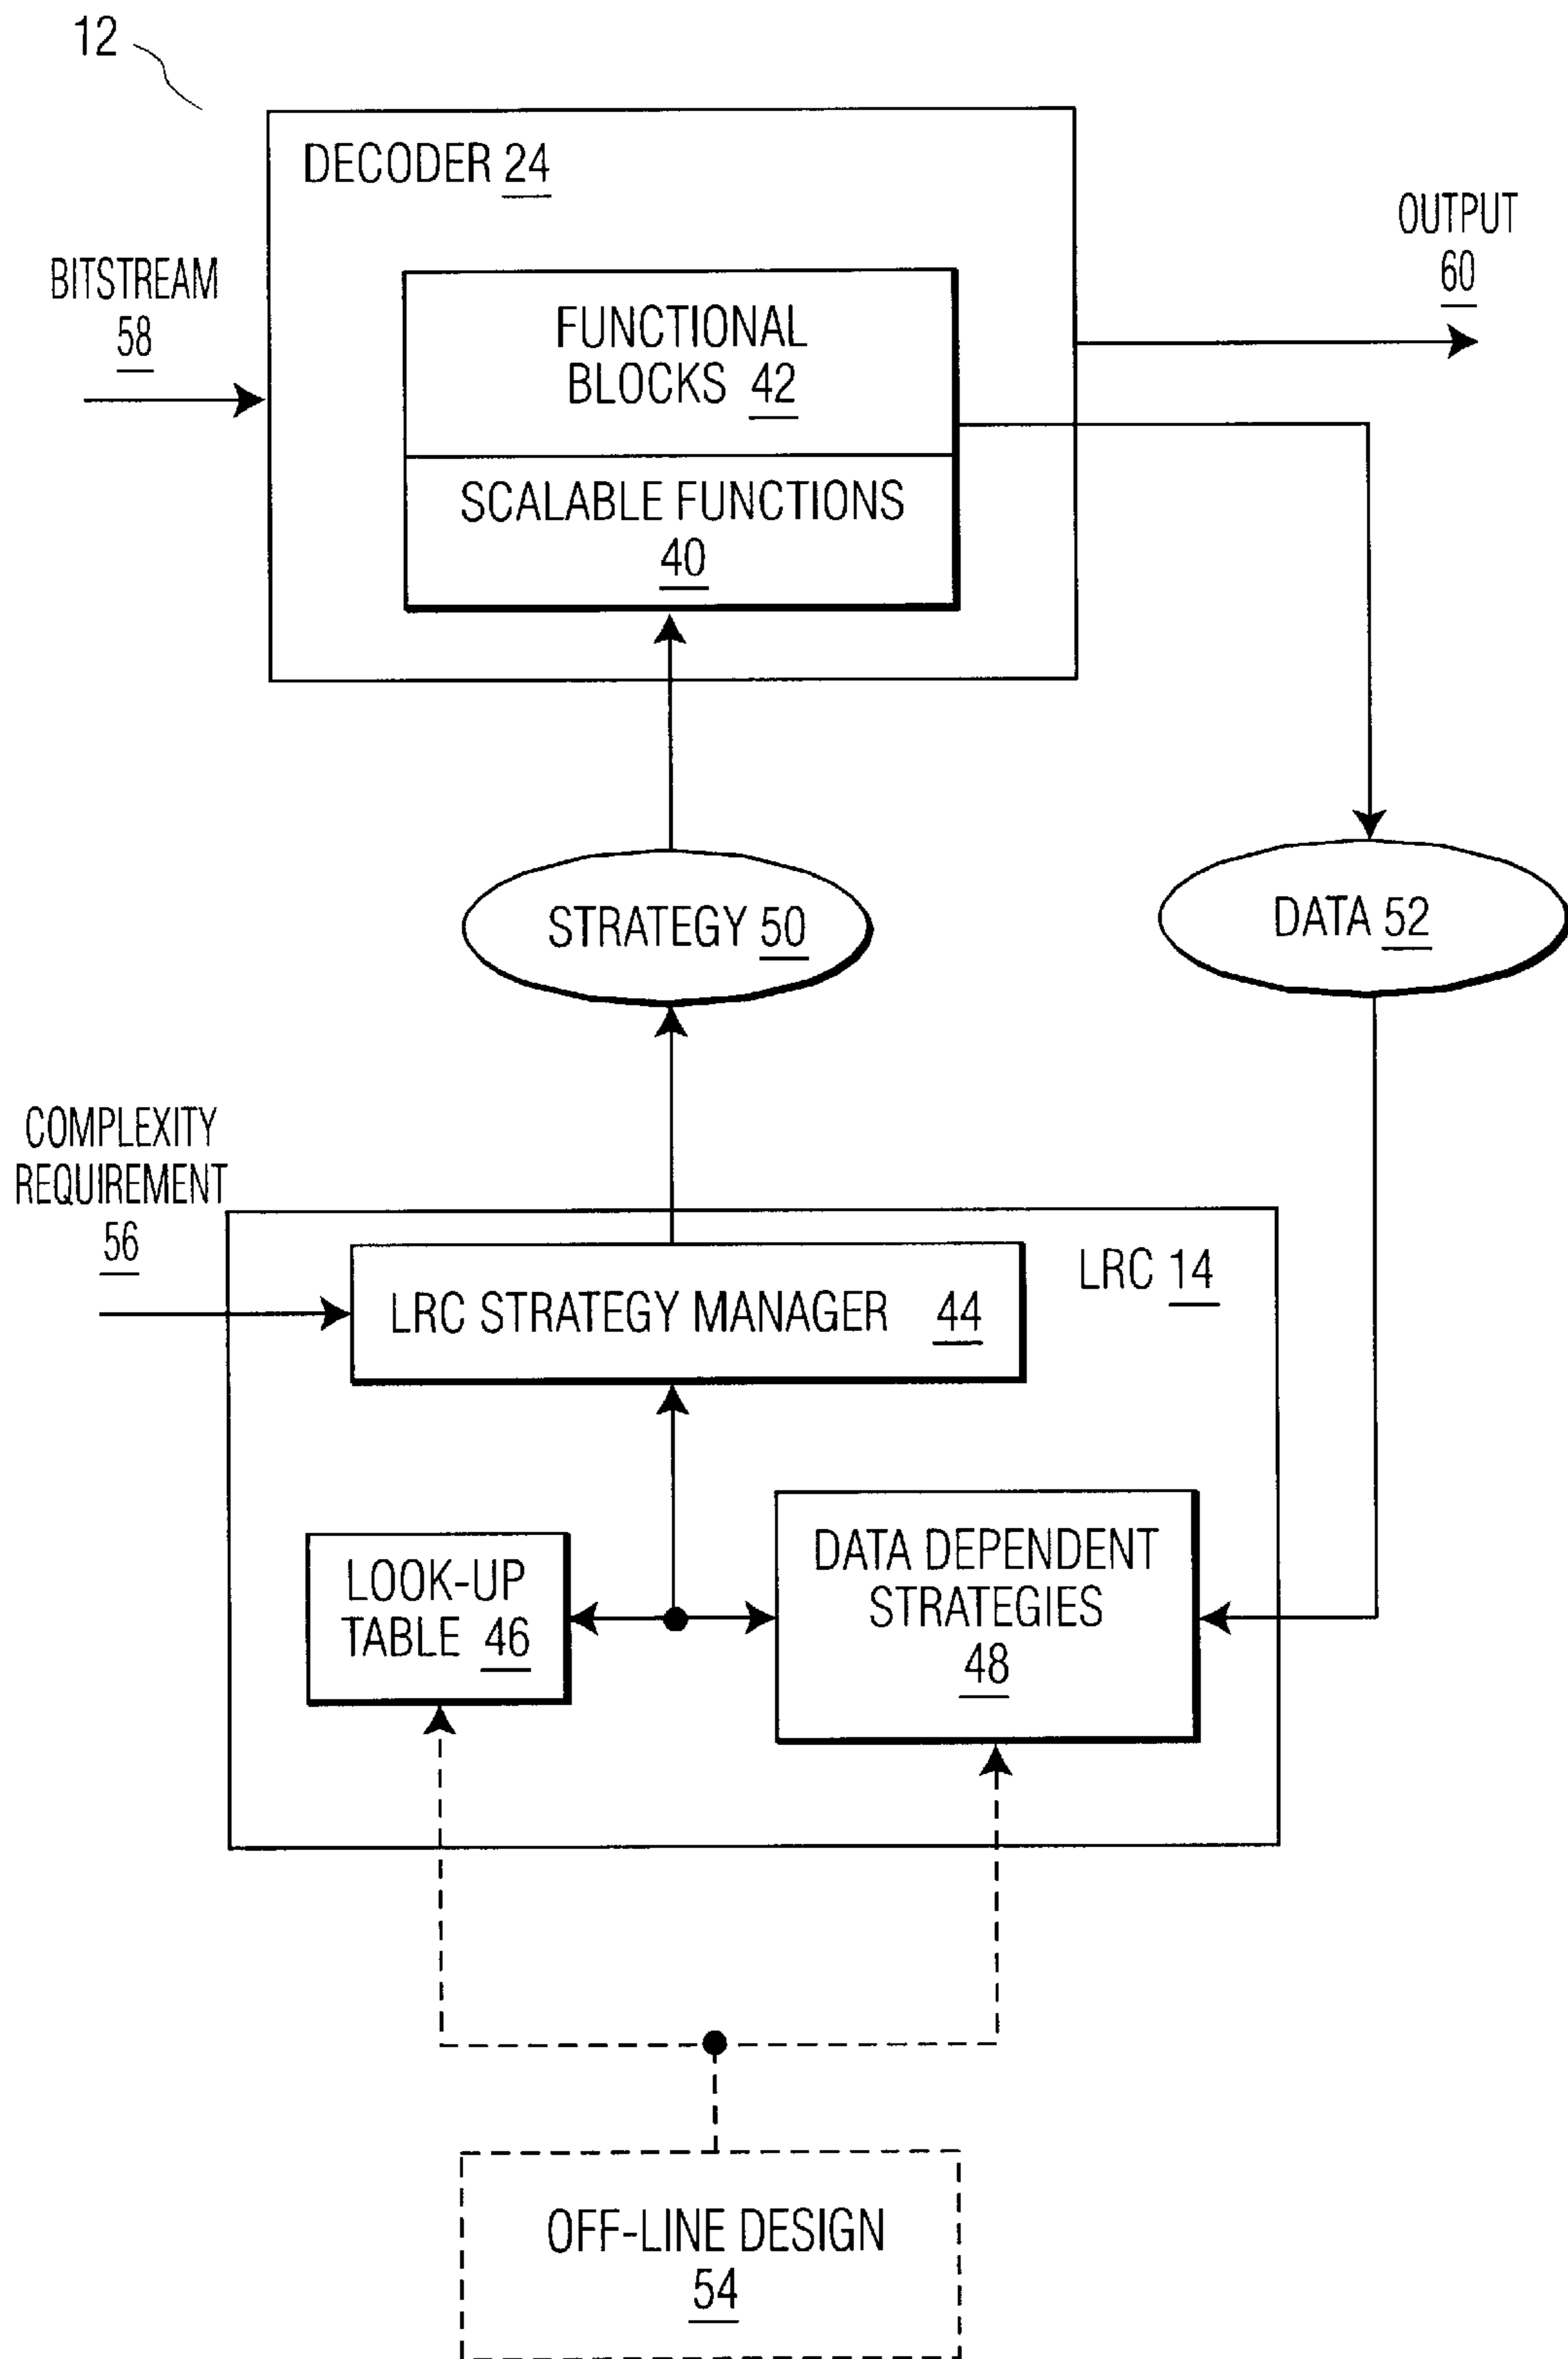 12
DECODER 24
BITSTREAM
58
OUTPUT
60
FUNCTIONAL
BLOCKS 42
SCALABLE FUNCTIONS
40
STRATEGY 50
DATA 52
COMPLEXITY
REQUIREMENT
56
LRC STRATEGY MANAGER 44
LRC 14
LOOK-UP
TABLE 46
DATA DEPENDENT
STRATEGIES
48
OFF-LINE DESIGN
54